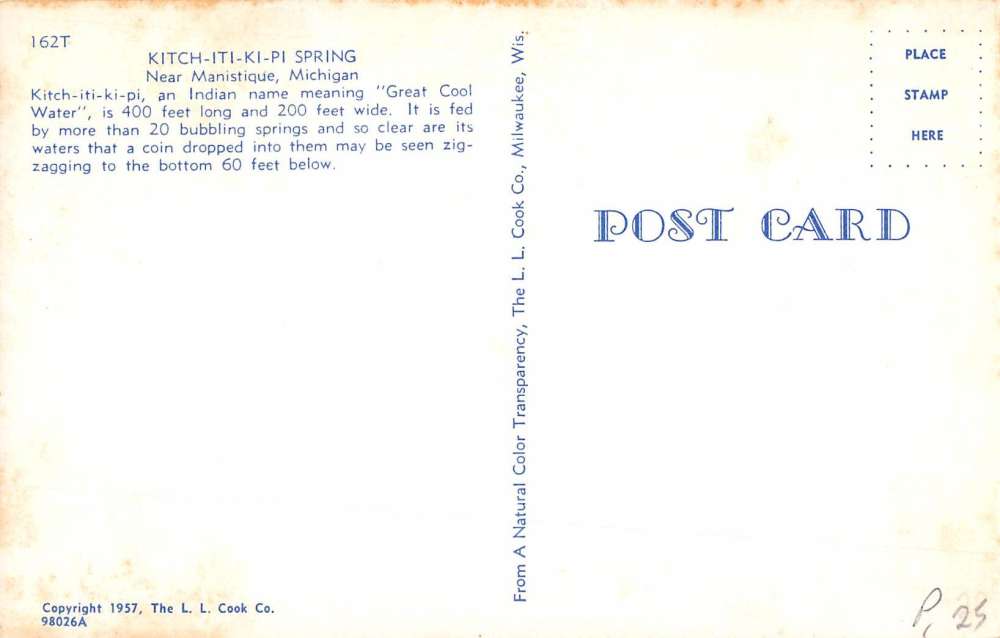 162T
KITCH-ITI-KI-PI SPRING
Near Manistique, Michigan
Kitch-iti-ki-pi, an Indian name meaning "Great Cool
Water", is 400 feet long and 200 feet wide. It is fed
by more than 20 bubbling springs and so clear are its
waters that a coin dropped into them may be seen zig-
zagging to the bottom 60 feet below.
Copyright 1957, The L. L. Cook Co.
98026A
From A Natural Color Transparency, The L. L. Cook Co., Milwaukee, Wis.
PLACE
STAMP
HERE
POST CARD
P, 25